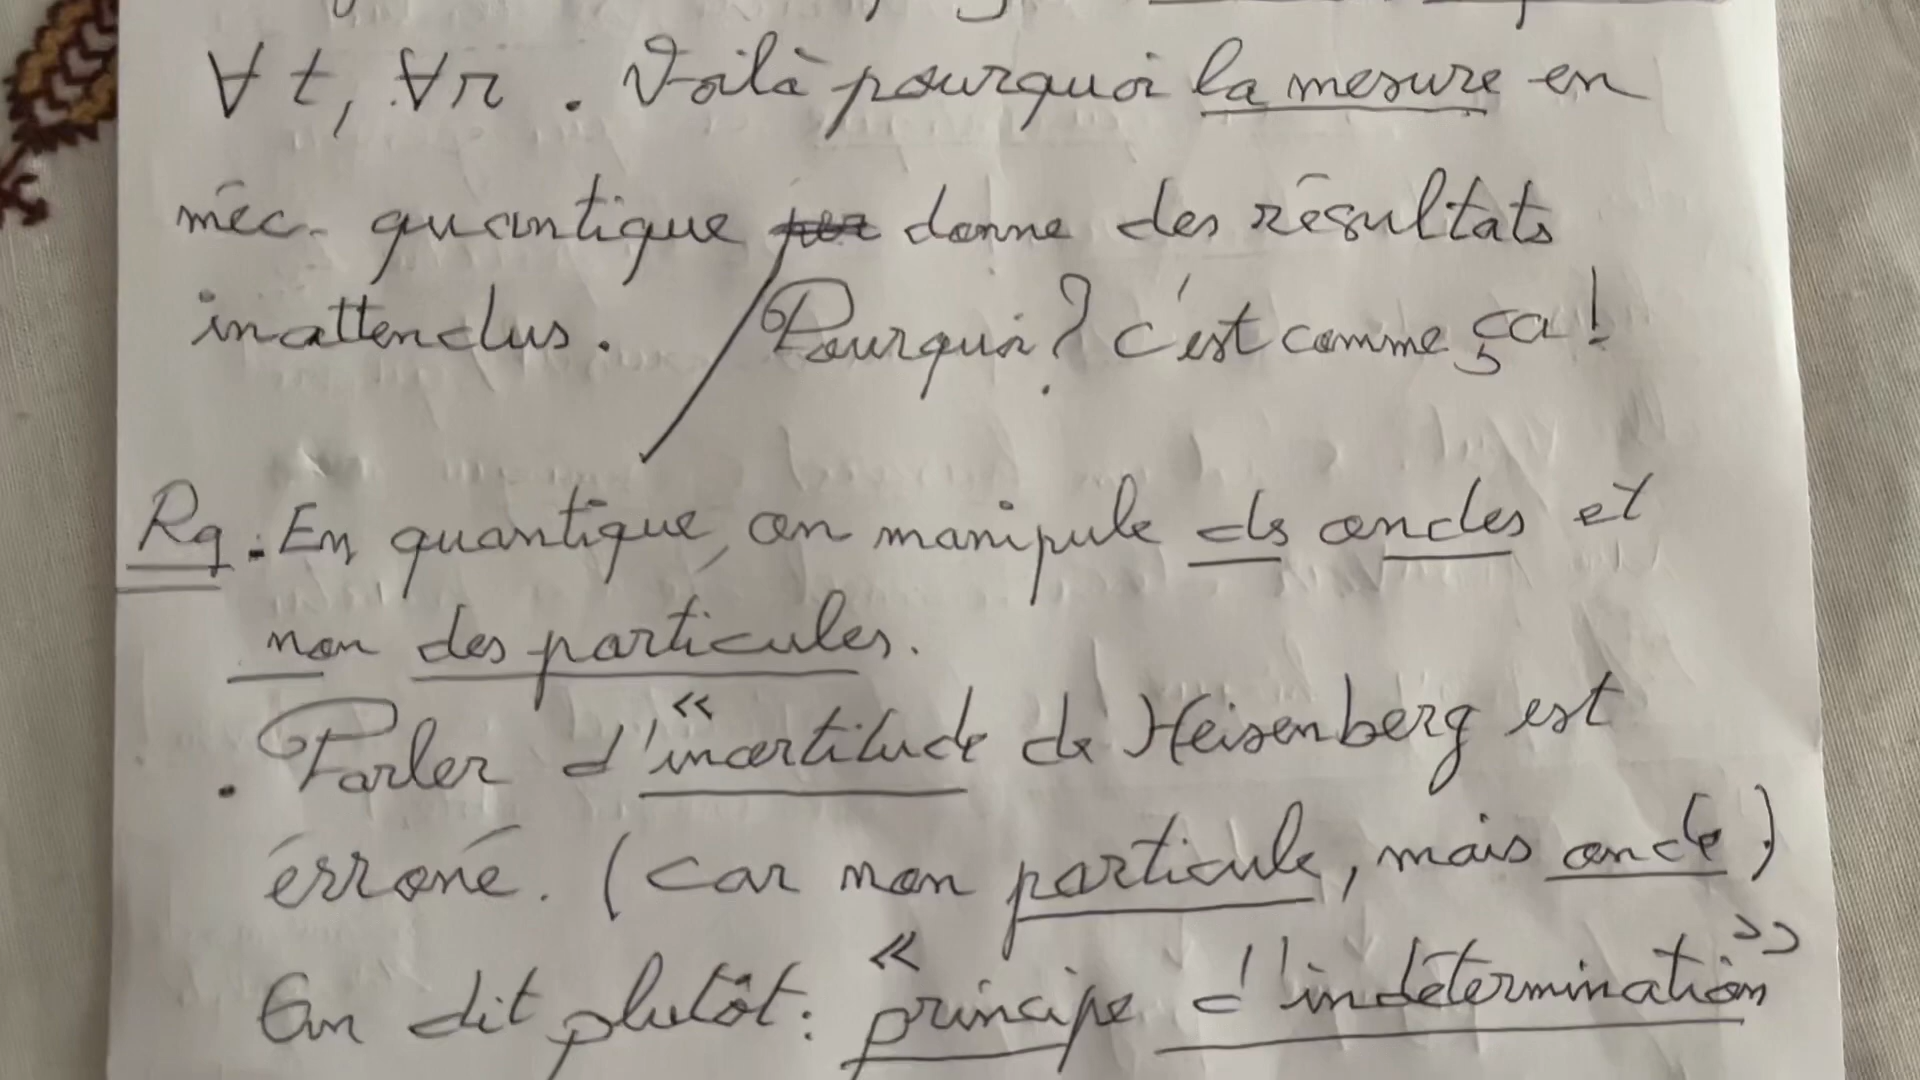 ∀ t, ∀ r. Voilà pourquoi la mesure en
méc. quantique donne des résultats
inattendus. Pourquoi? c'est comme ça!
Rq. En quantique, on manipule ds ondes et
non des particules.
. Parler d'«incertitude de Heisenberg est
érroné. (car non particule, mais onde)
On dit plutôt: «principe d'indétermination»